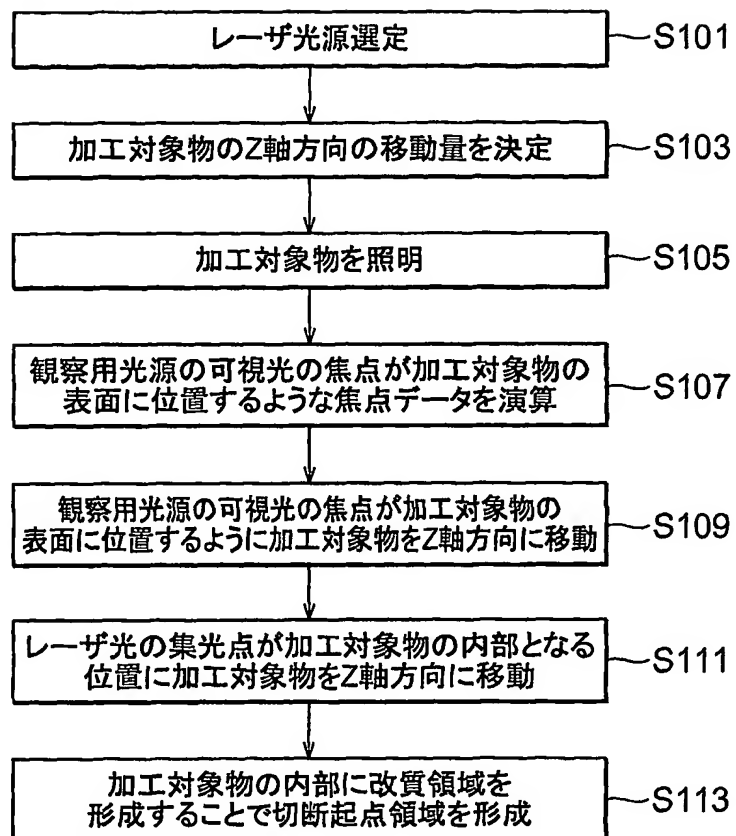 レーザ光源選定
S101
加工対象物のZ軸方向の移動量を決定
S103
加工対象物を照明
S105
観察用光源の可視光の焦点が加工対象物の
表面に位置するような焦点データを演算
S107
観察用光源の可視光の焦点が加工対象物の
表面に位置するように加工対象物をZ軸方向に移動
S109
レーザ光の集光点が加工対象物の内部となる
位置に加工対象物をZ軸方向に移動
S111
加工対象物の内部に改質領域を
形成することで切断起点領域を形成
S113